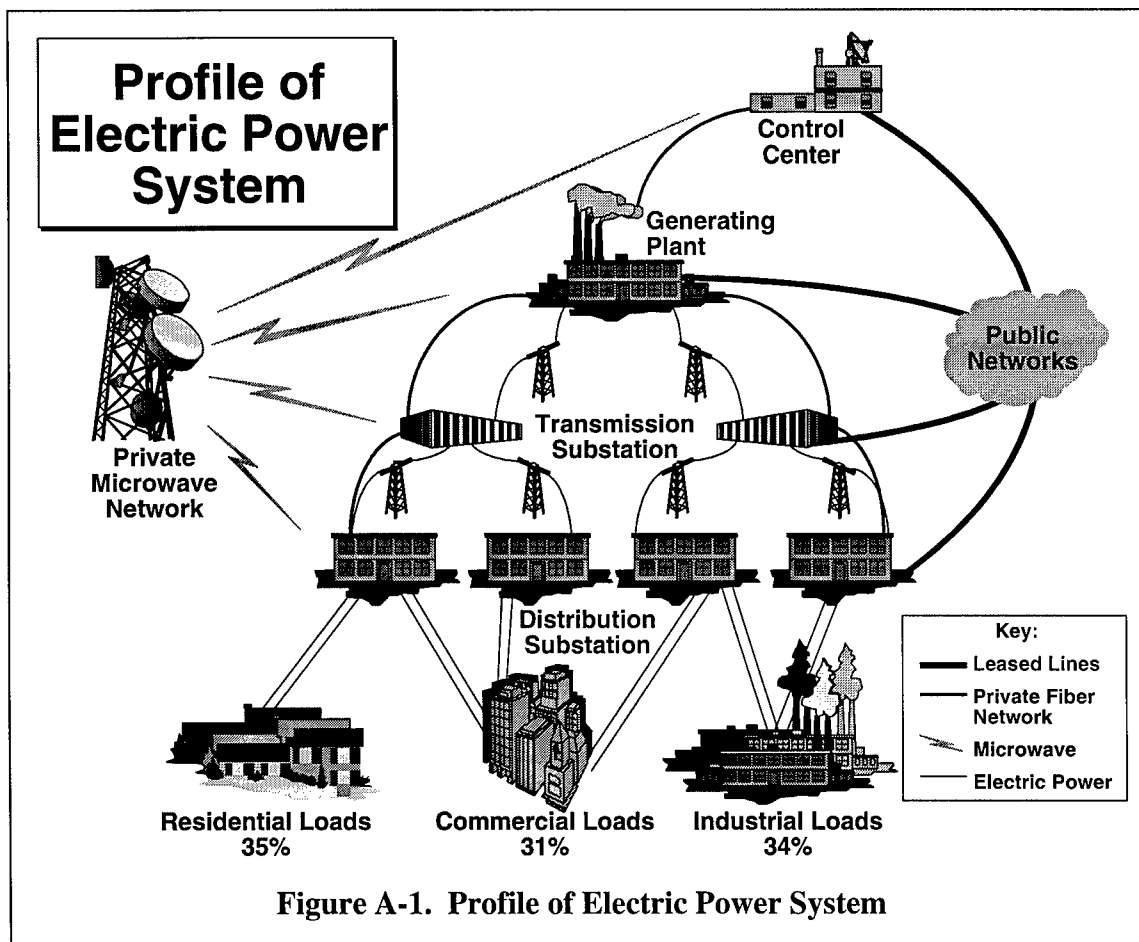 Profile of
Electric Power
System
Control
Center
Generating
Plant
Public
Networks
Private
Microwave
Network
Transmission
Substation
Distribution
Substation
Key:
Leased Lines
Private Fiber
Network
Microwave
Electric Power
Residential Loads
35%
Commercial Loads
31%
Industrial Loads
34%
Figure A-1. Profile of Electric Power System